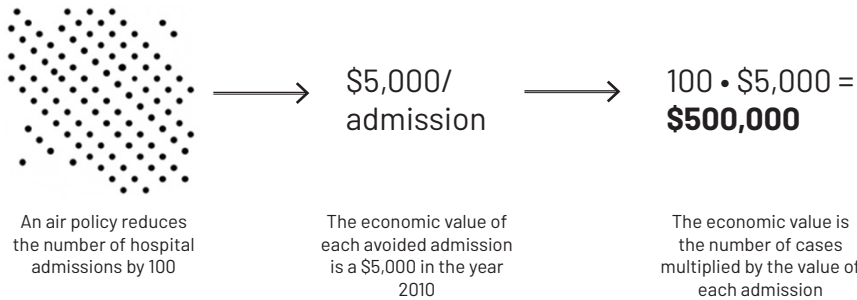 $5,000/
admission
100 • $5,000 =
$500,000
An air policy reduces
the number of hospital
admissions by 100
The economic value of
each avoided admission
is a $5,000 in the year
2010
The economic value is
the number of cases
multiplied by the value of
each admission